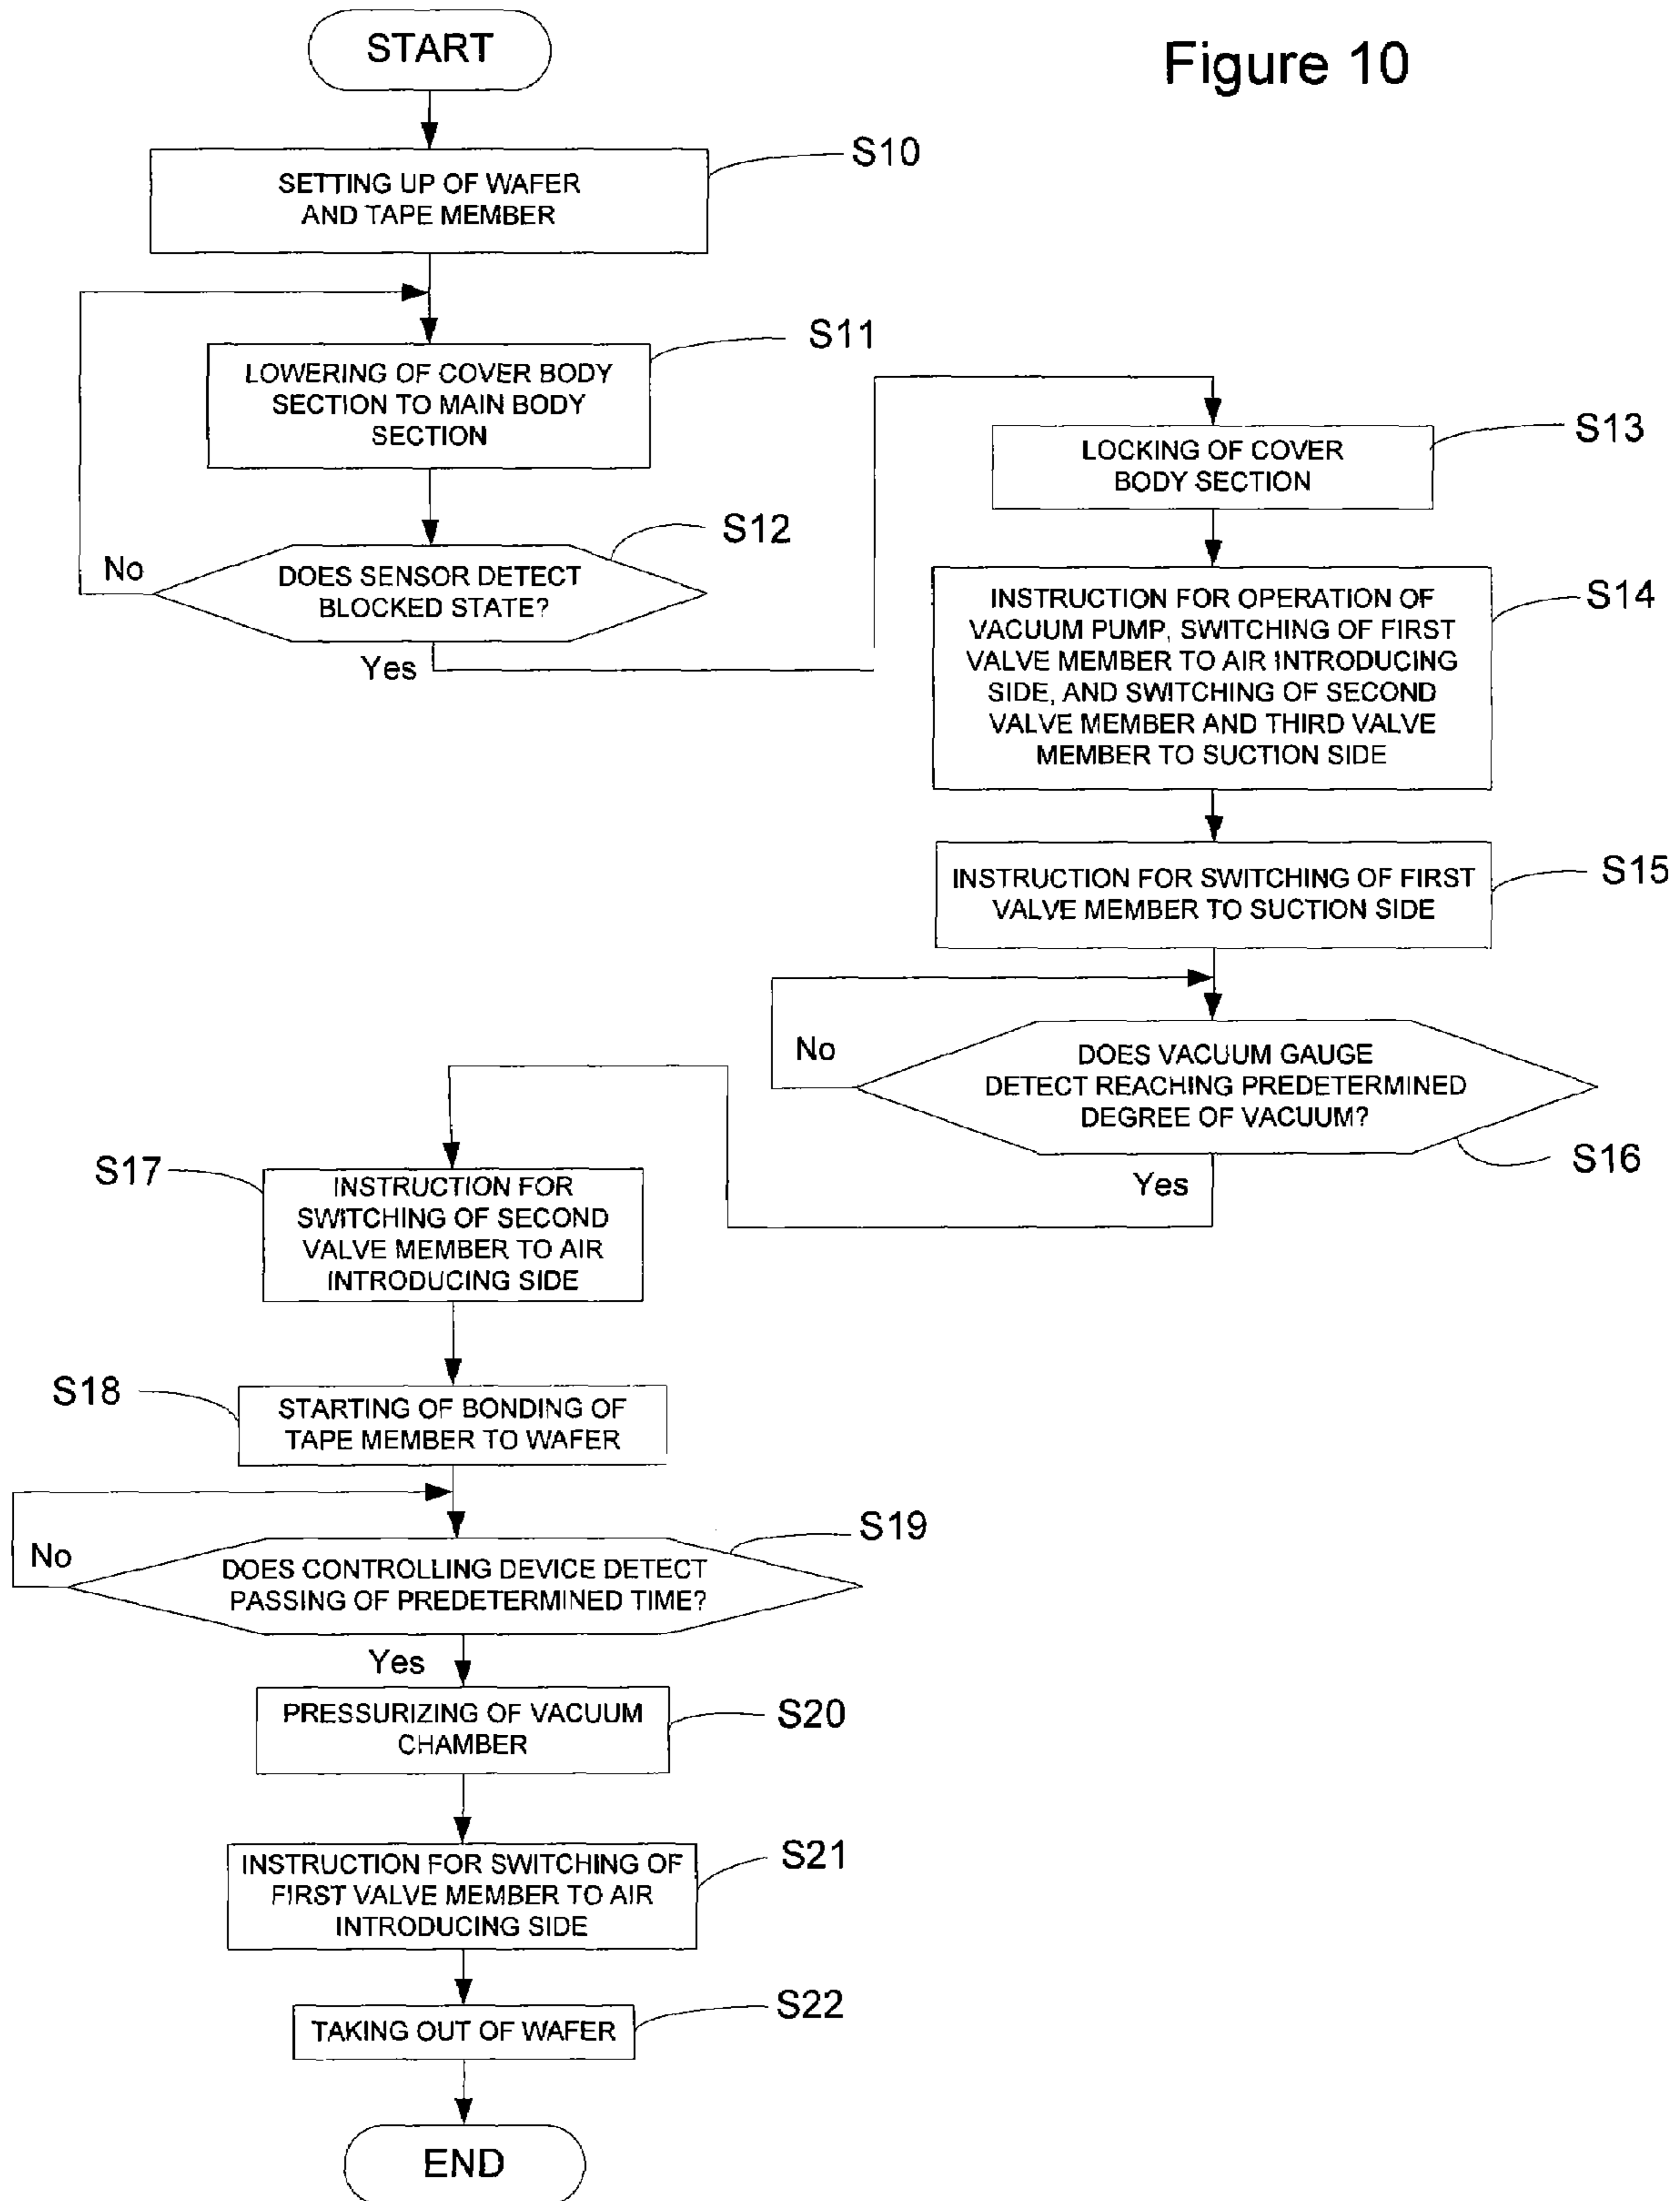 Figure 10
START
S10
SETTING UP OF WAFER
AND TAPE MEMBER
S11
LOWERING OF COVER BODY
SECTION TO MAIN BODY
SECTION
S12
No
DOES SENSOR DETECT
BLOCKED STATE?
Yes
S13
LOCKING OF COVER
BODY SECTION
S14
INSTRUCTION FOR OPERATION OF
VACUUM PUMP, SWITCHING OF FIRST
VALVE MEMBER TO AIR INTRODUCING
SIDE, AND SWITCHING OF SECOND
VALVE MEMBER AND THIRD VALVE
MEMBER TO SUCTION SIDE
S15
INSTRUCTION FOR SWITCHING OF FIRST
VALVE MEMBER TO SUCTION SIDE
No
DOES VACUUM GAUGE
DETECT REACHING PREDETERMINED
DEGREE OF VACUUM?
S16
Yes
S17
INSTRUCTION FOR
SWITCHING OF SECOND
VALVE MEMBER TO AIR
INTRODUCING SIDE
S18
STARTING OF BONDING OF
TAPE MEMBER TO WAFER
S19
No
DOES CONTROLLING DEVICE DETECT
PASSING OF PREDETERMINED TIME?
Yes
S20
PRESSURIZING OF VACUUM
CHAMBER
S21
INSTRUCTION FOR SWITCHING OF
FIRST VALVE MEMBER TO AIR
INTRODUCING SIDE
S22
TAKING OUT OF WAFER
END